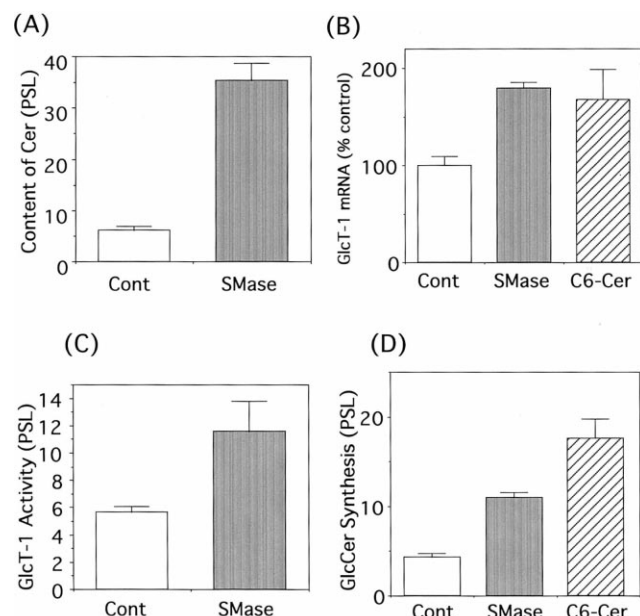 (A)
Content of Cer (PSL)
40
30
20
10
0
Cont SMase
(B)
GlcT-1 mRNA (% control)
200
100
0
Cont SMase C6-Cer
(C)
GlcT-1 Activity (PSL)
14
12
10
8
6
4
2
0
Cont SMase
(D)
GlcCer Synthesis (PSL)
20
10
0
Cont SMase C6-Cer